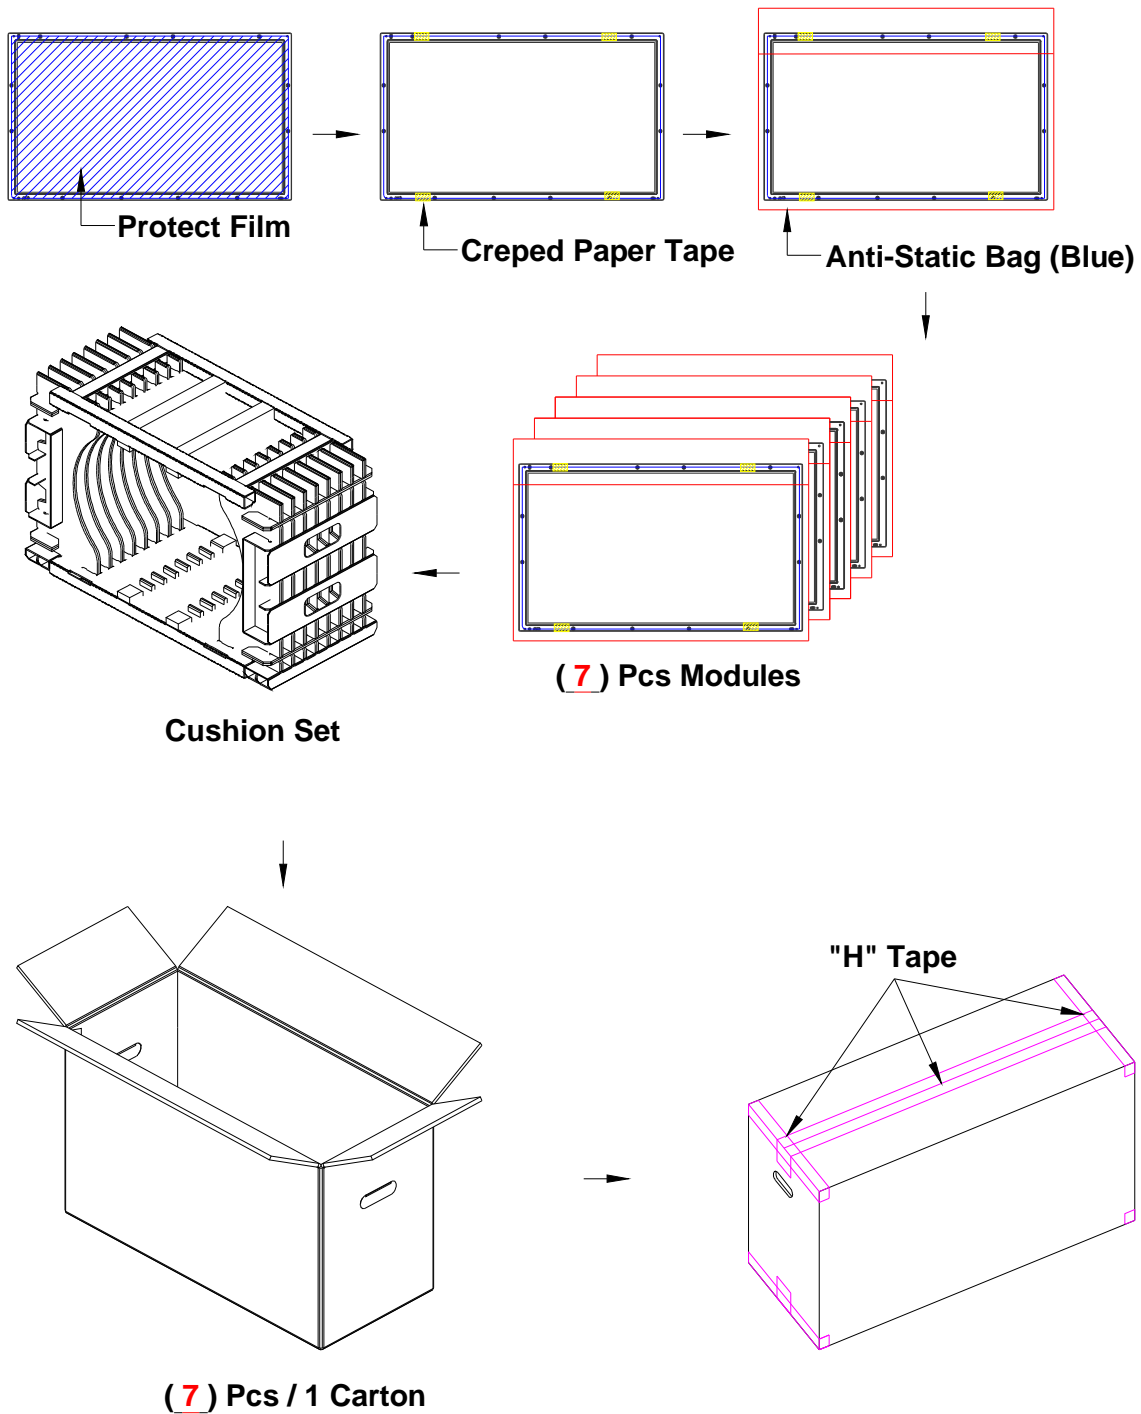 Protect Film
Creped Paper Tape
Anti-Static Bag (Blue)
( 7 ) Pcs Modules
Cushion Set
"H" Tape
( 7 ) Pcs / 1 Carton